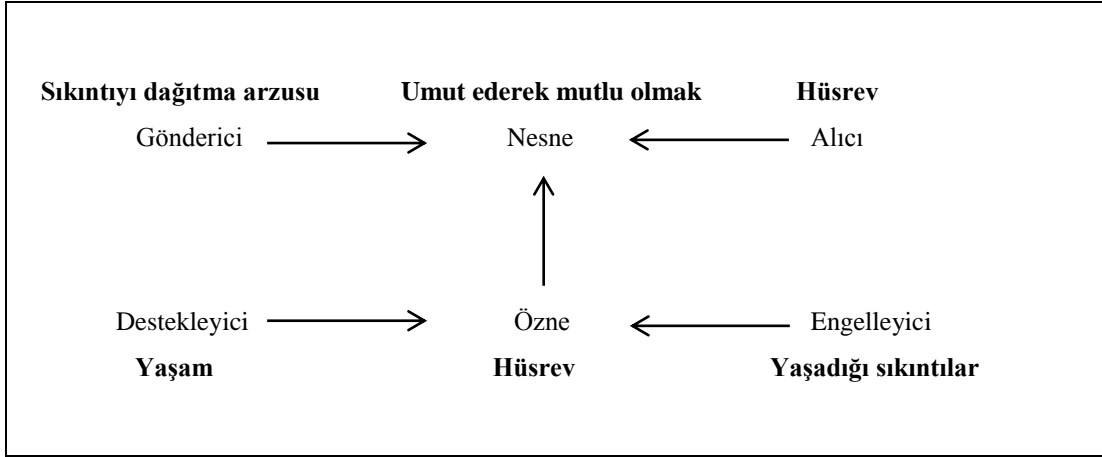 Sıkıntıyı dağıtma arzusu Umut ederek mutlu olmak Hüsrev
Gönderici Nesne Alıcı
Destekleyici Özne Engelleyici
Yaşam Hüsrev Yaşadığı sıkıntılar